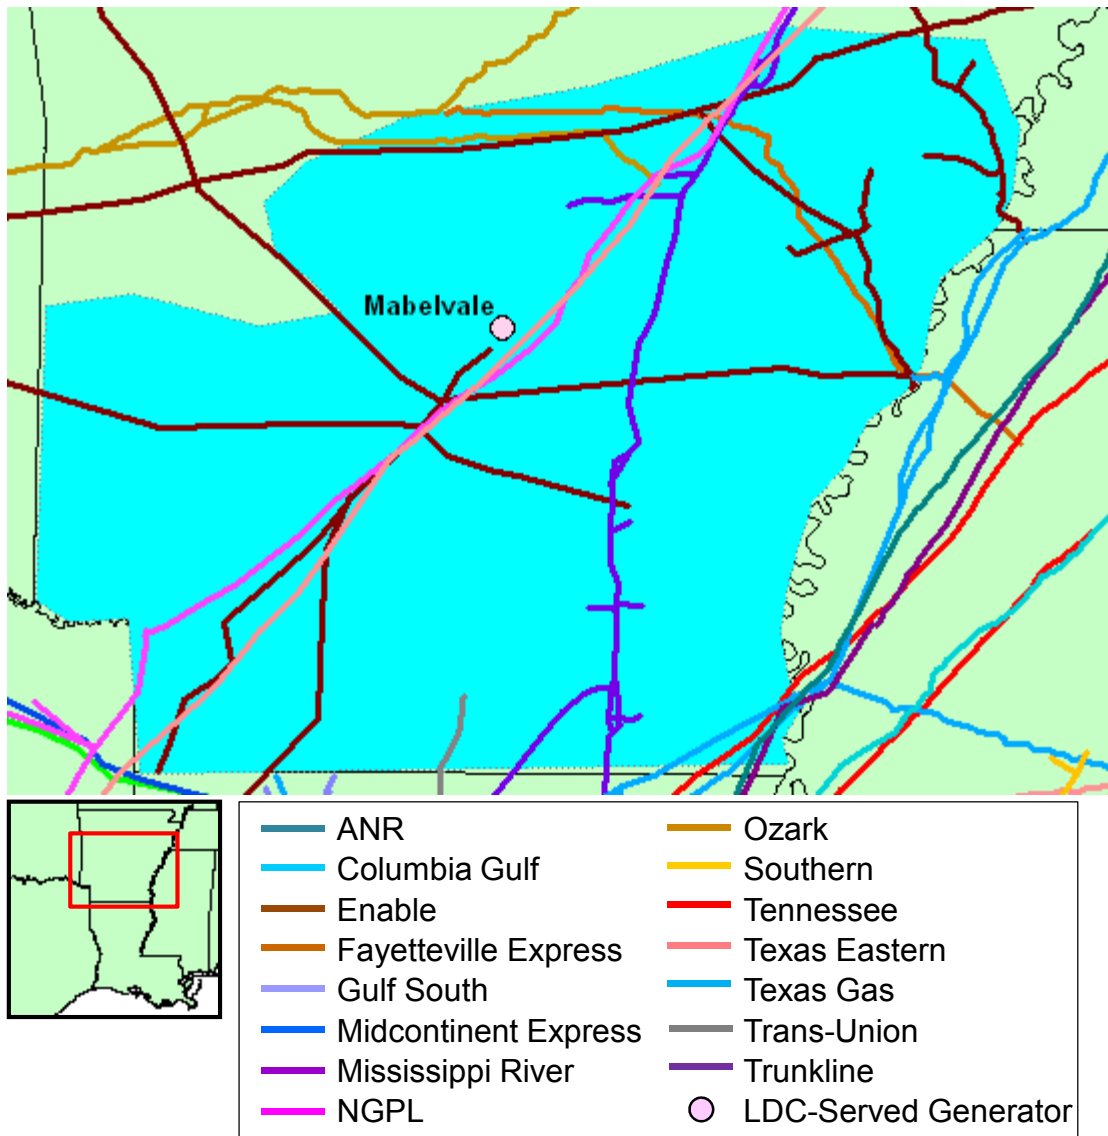 Mabelvale
ANR
Columbia Gulf
Enable
Fayetteville Express
Gulf South
Midcontinent Express
Mississippi River
NGPL
Ozark
Southern
Tennessee
Texas Eastern
Texas Gas
Trans-Union
Trunkline
LDC-Served Generator